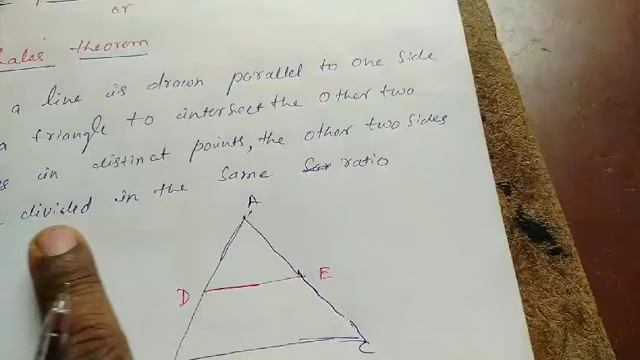 or
Thales theorem
a line is drawn parallel to one side
a triangle to intersect the other two
in distinct points, the other two sides
divided in the same ratio
A
D E
C